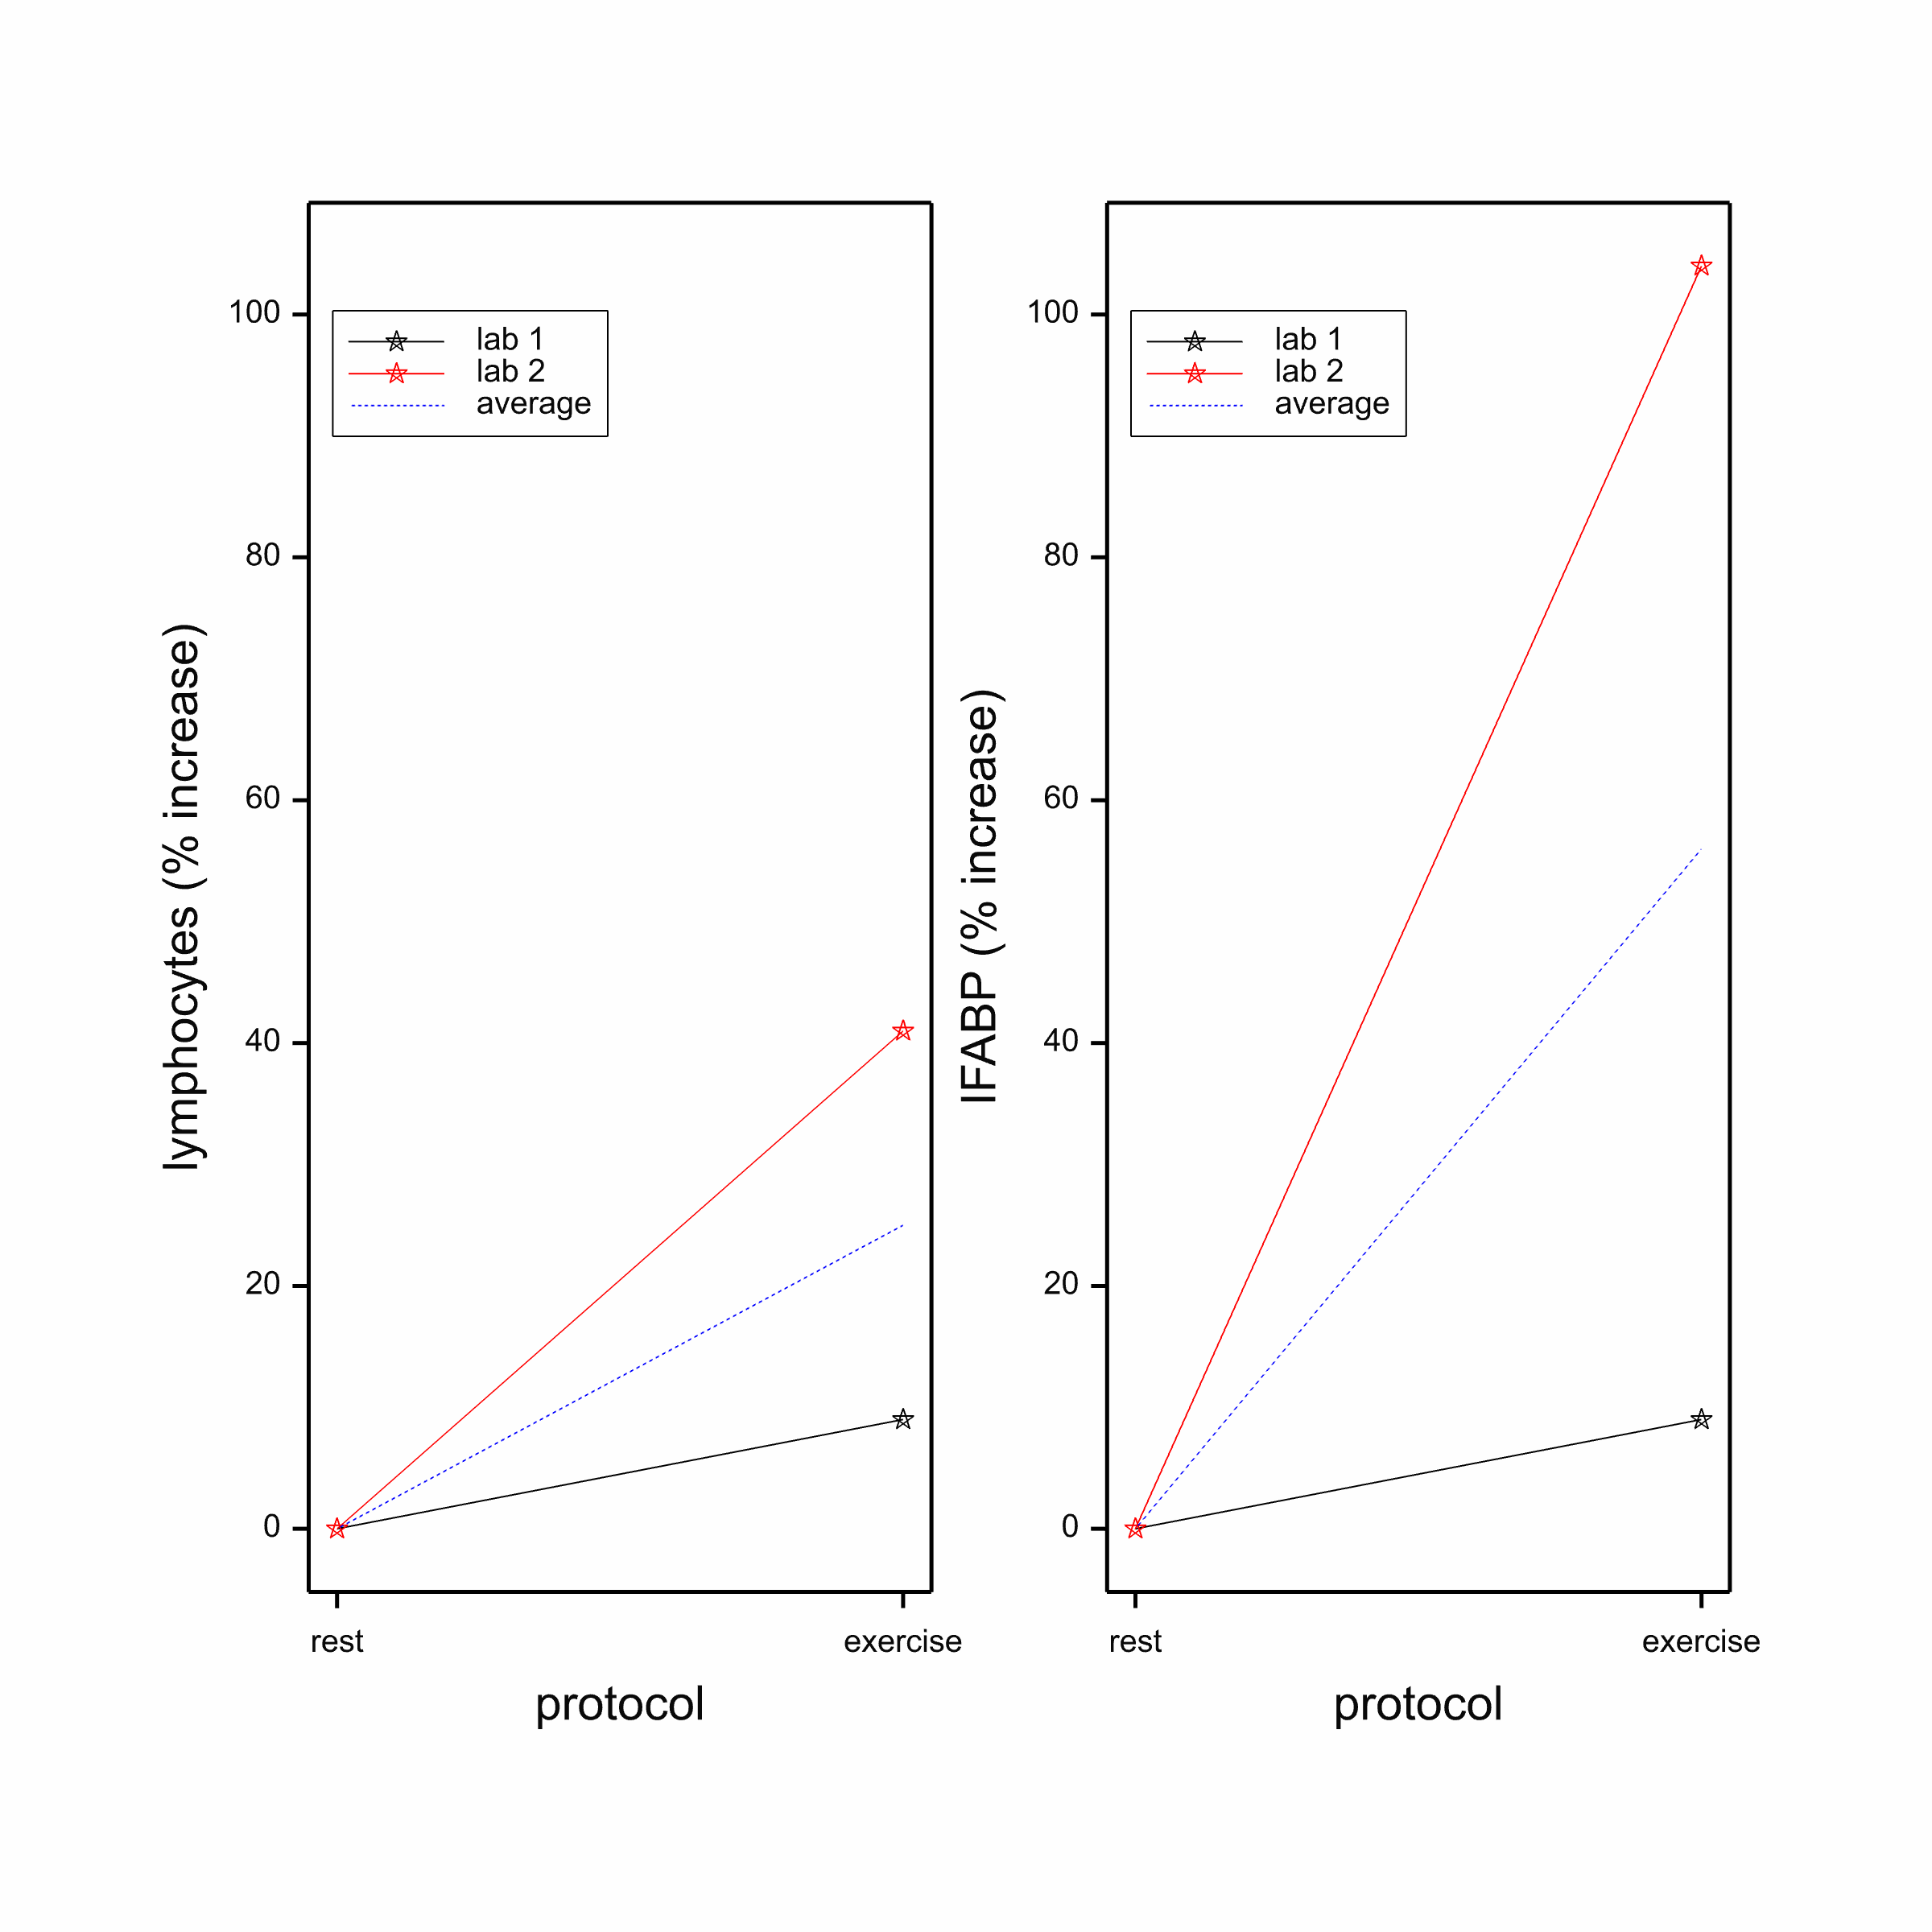 lymphocytes (% increase)
100
80
60
40
20
0
lab 1
lab 2
average
rest
exercise
protocol
IFABP (% increase)
100
80
60
40
20
0
lab 1
lab 2
average
rest
exercise
protocol